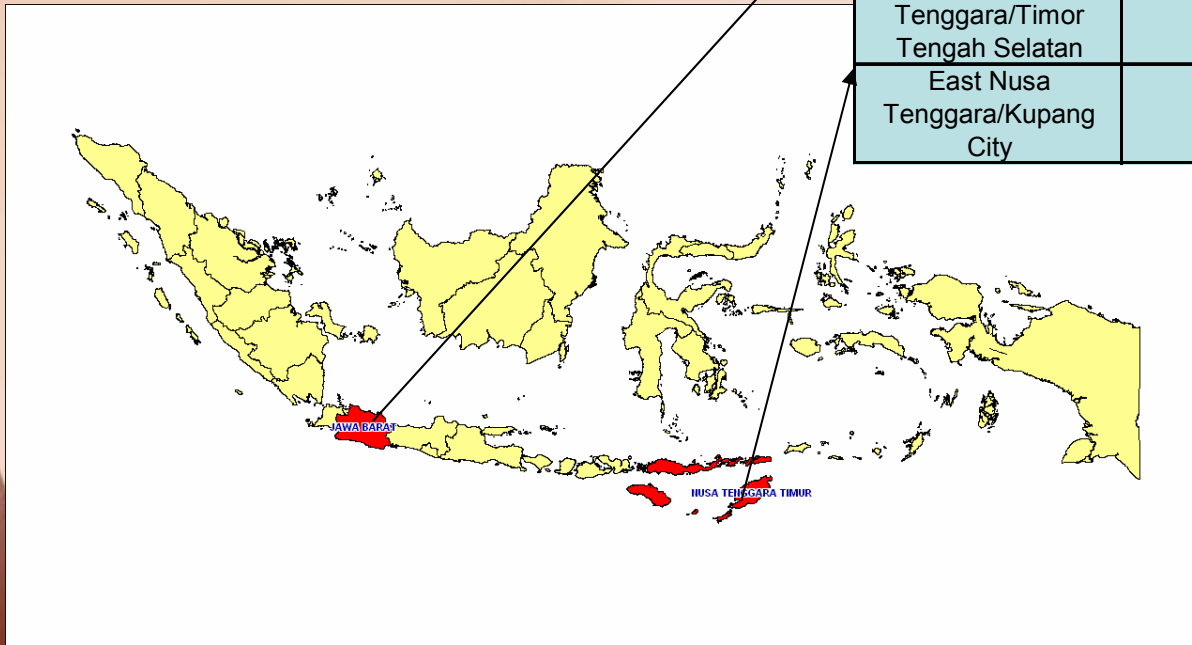 Tenggara/Timor
Tengah Selatan
East Nusa
Tenggara/Kupang
City
JAWA BARAT
NUSA TENGGARA TIMUR